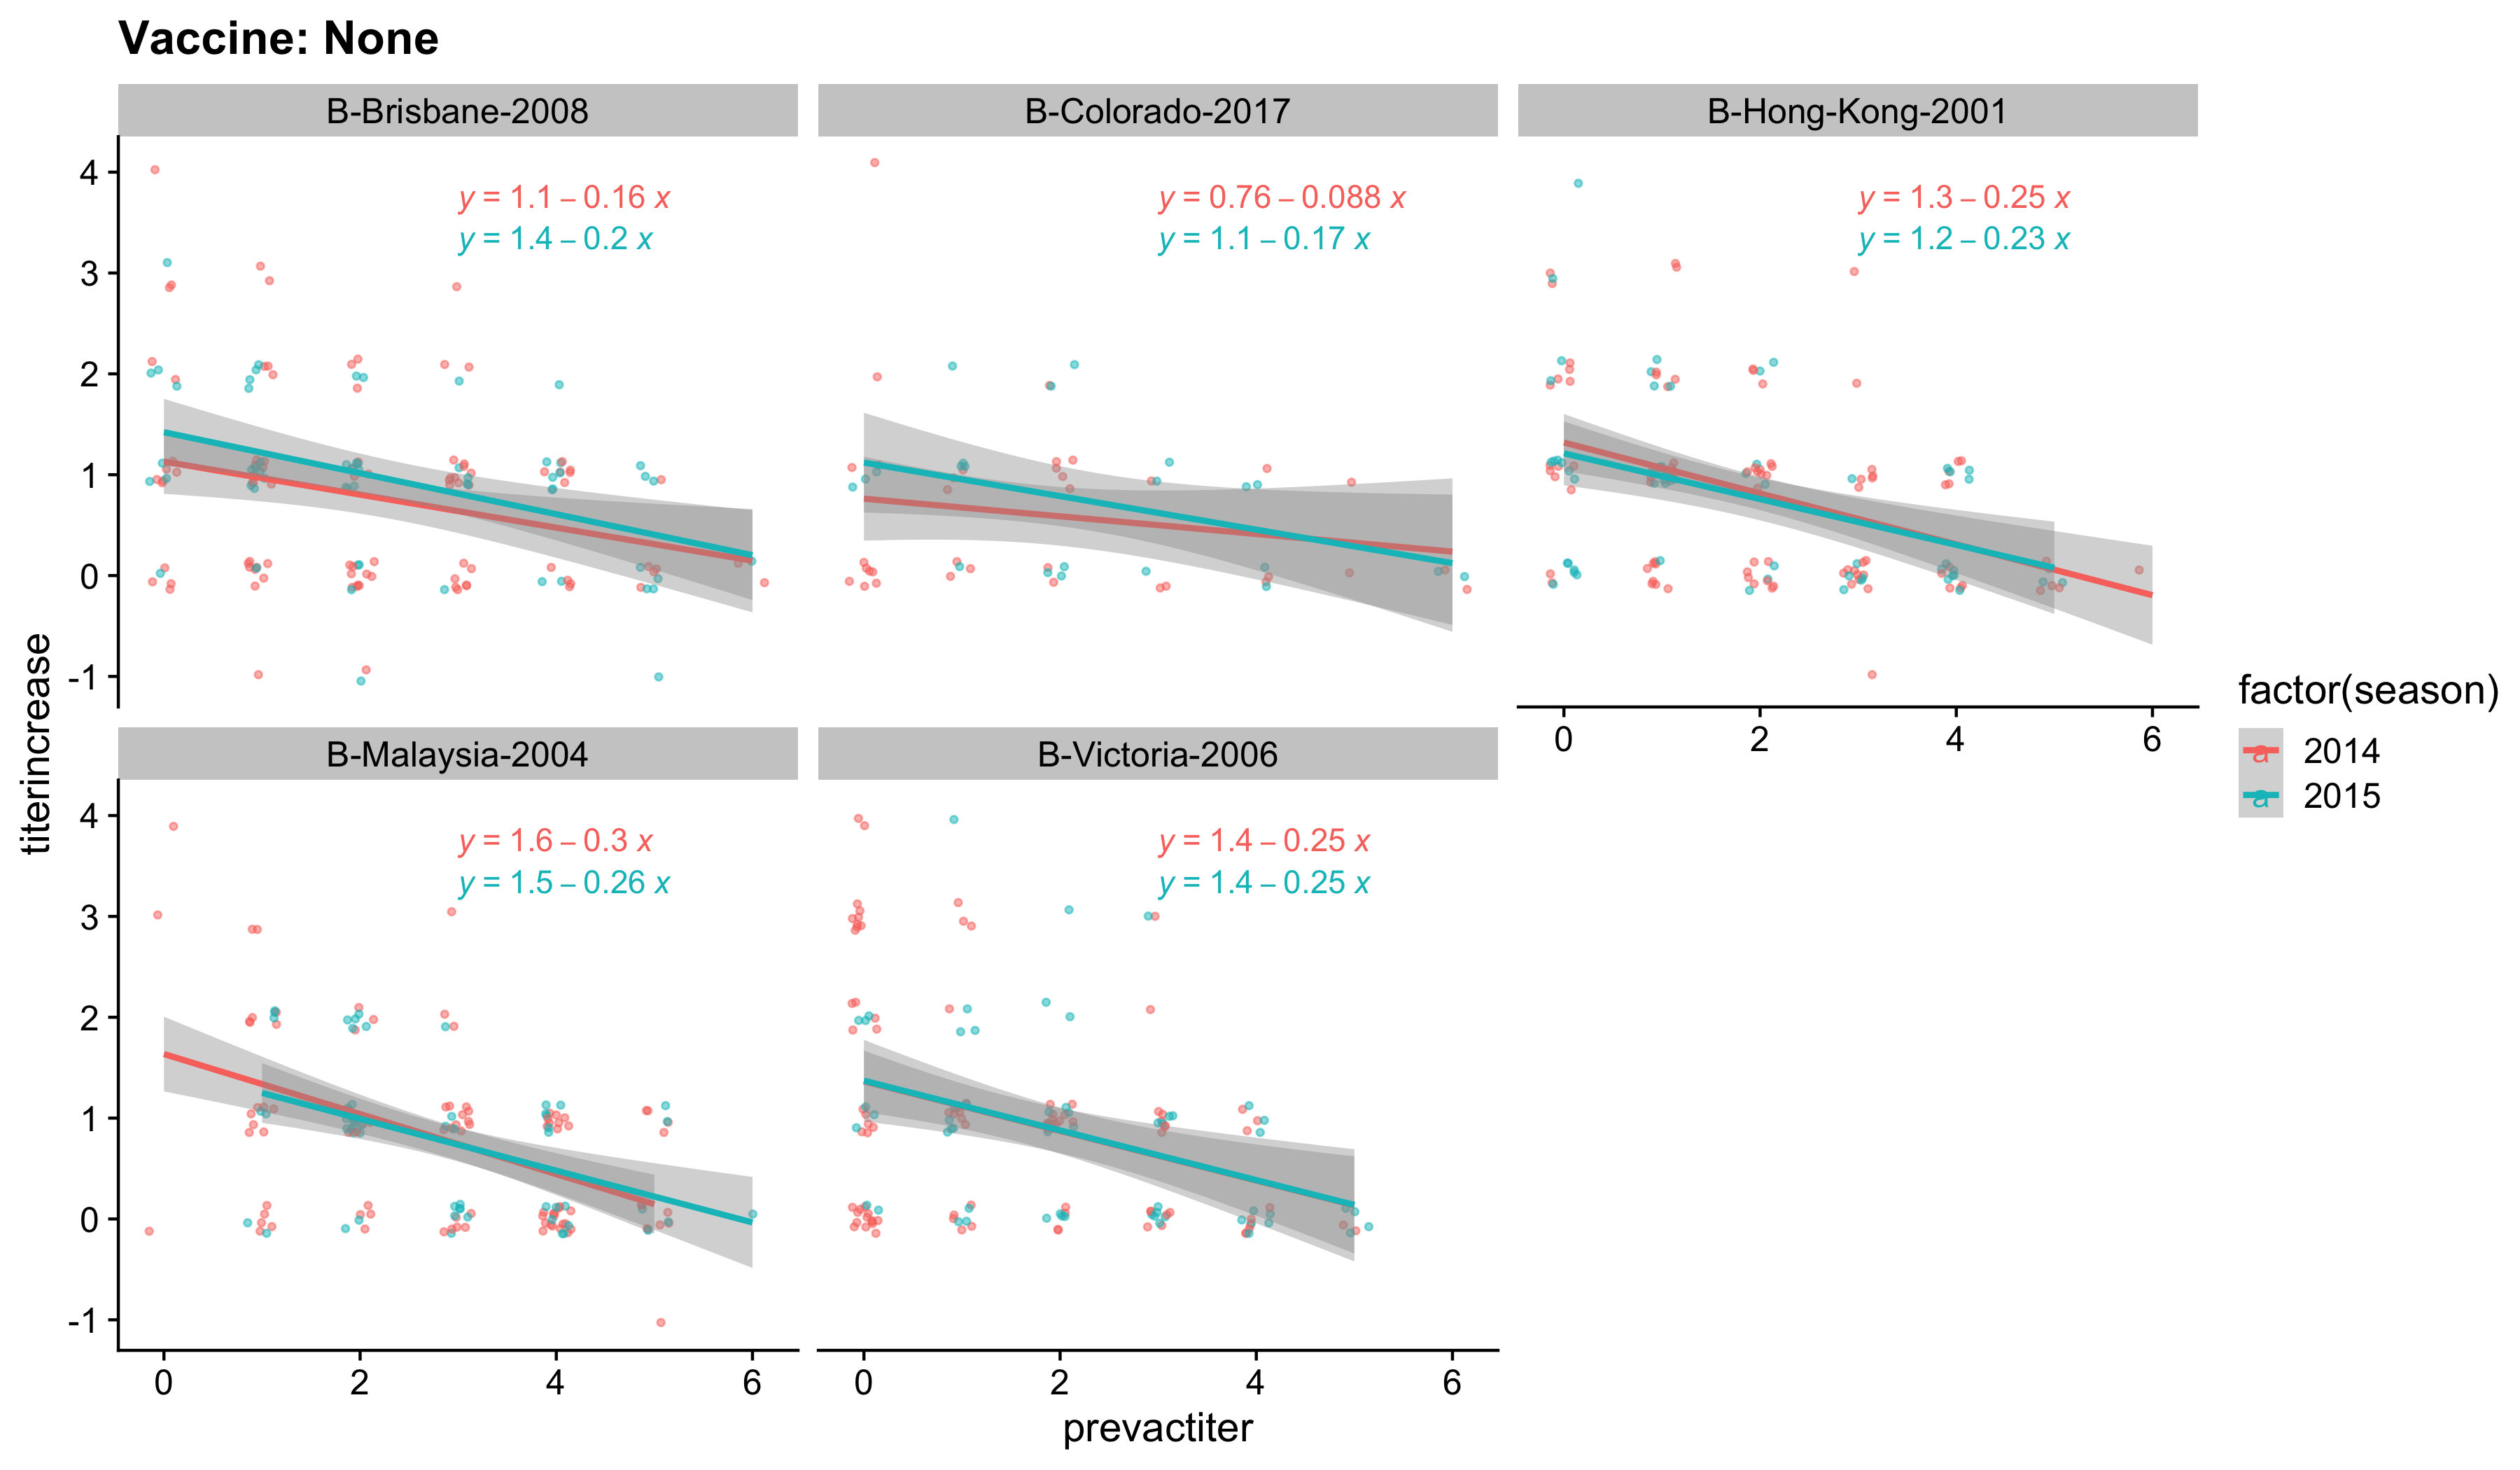 Vaccine: None
B-Brisbane-2008
B-Colorado-2017
B-Hong-Kong-2001
y = 1.1 – 0.16 x
y = 1.4 – 0.2 x
y = 0.76 – 0.088 x
y = 1.1 – 0.17 x
y = 1.3 – 0.25 x
y = 1.2 – 0.23 x
4
3
2
1
0
-1
0 2 4 6
B-Malaysia-2004
B-Victoria-2006
y = 1.6 – 0.3 x
y = 1.5 – 0.26 x
y = 1.4 – 0.25 x
y = 1.4 – 0.25 x
4
3
2
1
0
-1
0 2 4 6
0 2 4 6
titerincrease
prevactiter
factor(season)
a 2014
a 2015